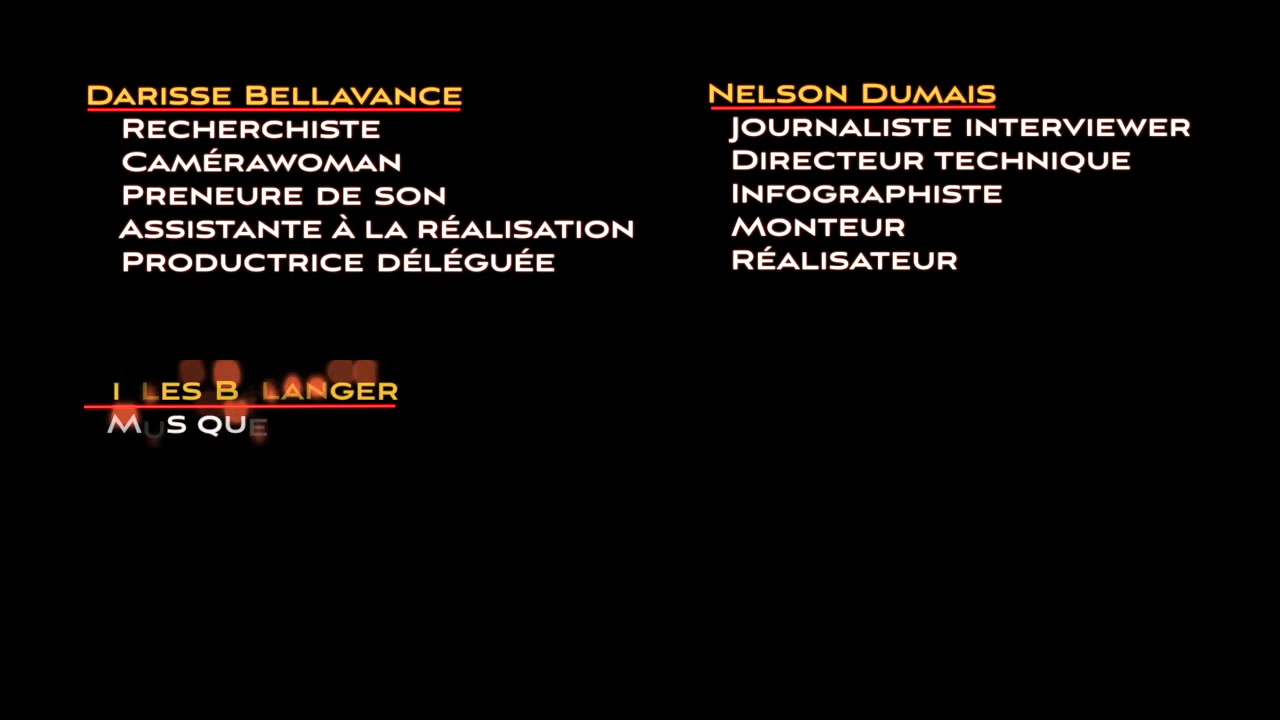 DARISSE BELLAVANCE
RECHERCHISTE
CAMÉRAWOMAN
PRENEURE DE SON
ASSISTANTE À LA RÉALISATION
PRODUCTRICE DÉLÉGUÉE
NELSON DUMAIS
JOURNALISTE INTERVIEWER
DIRECTEUR TECHNIQUE
INFOGRAPHISTE
MONTEUR
RÉALISATEUR